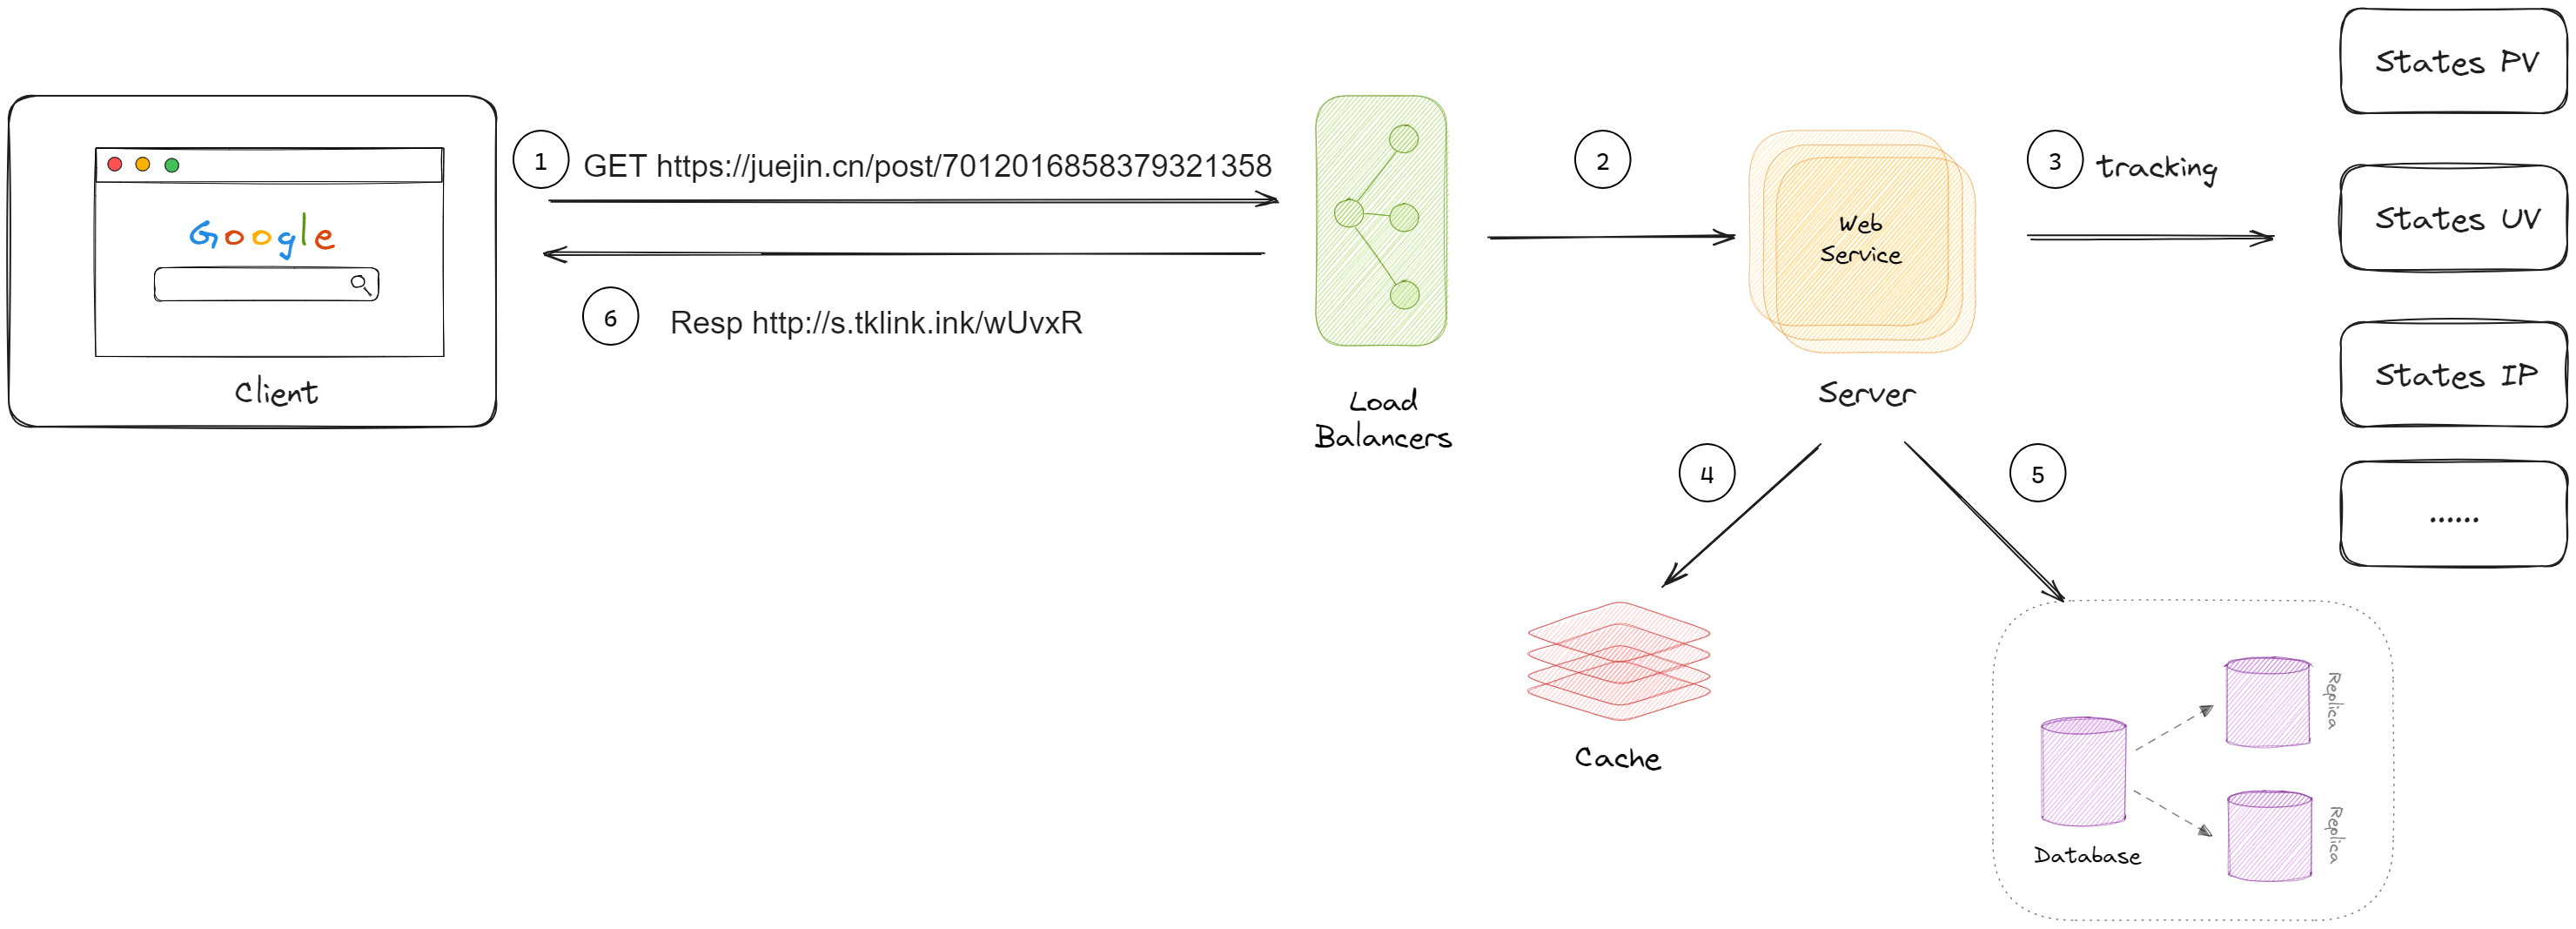 Google
Client
1
GET https://juejin.cn/post/7012016858379321358
6
Resp http://s.tklink.ink/wUvxR
Load
Balancers
2
Web
Service
Server
3
tracking
States PV
States UV
States IP
......
4
5
Cache
Database
Replica
Replica